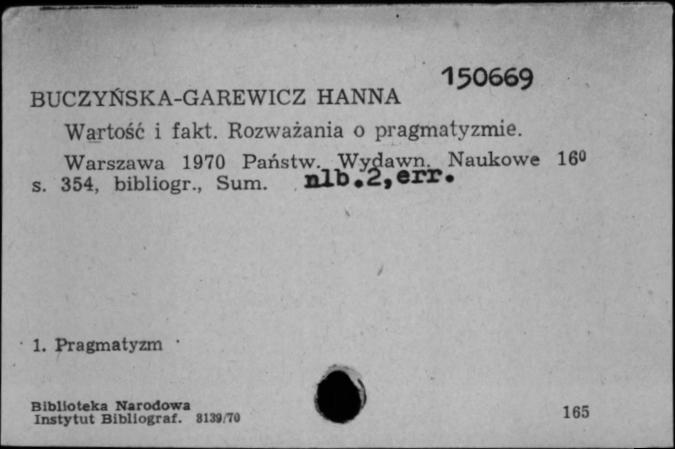 150669
BUCZYŃSKA-GAREWICZ HANNA
Wartość i fakt. Rozważania o pragmatyzmie.
Warszawa 1970 Państw. Wydawn. Naukowe 16⁰
s. 354, bibliogr., Sum. nlb.2,err.
1. Pragmatyzm
Biblioteka Narodowa
Instytut Bibliograf. 8139/70
165